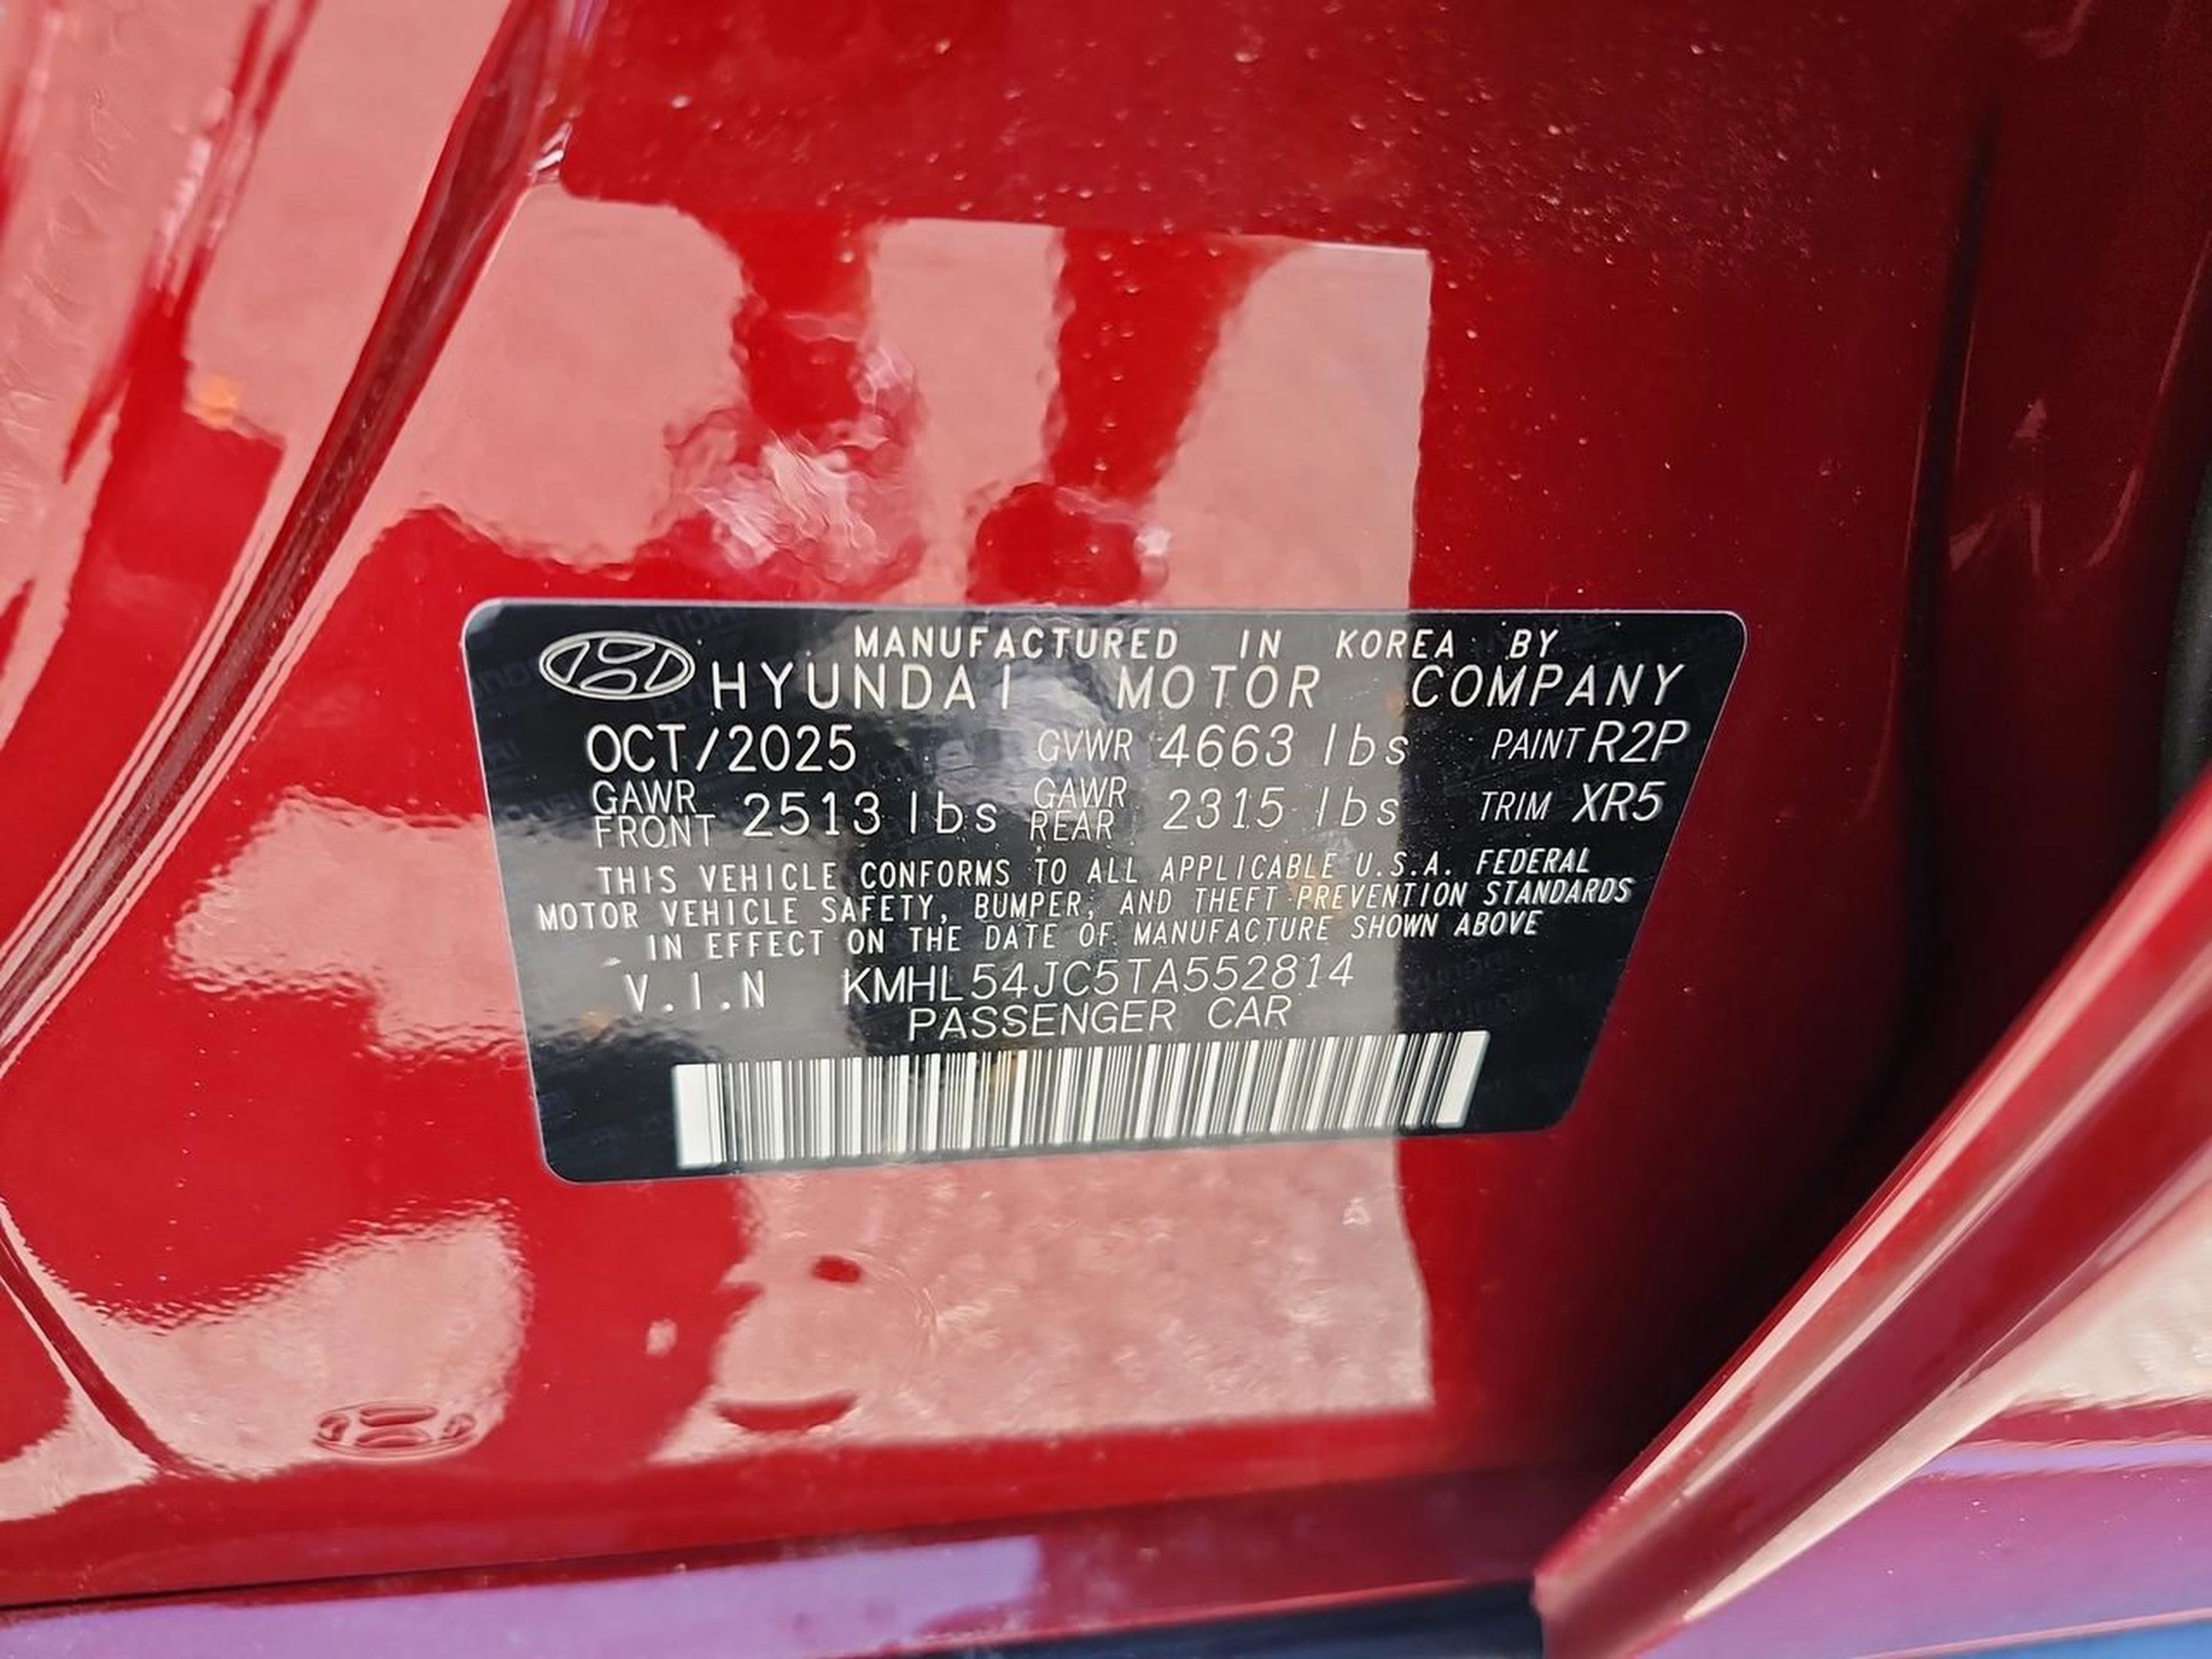 MANUFACTURED IN KOREA BY
HYUNDAI MOTOR COMPANY
OCT/2025 GVWR 4663 lbs PAINT R2P
GAWR FRONT 2513 lbs GAWR REAR 2315 lbs TRIM XR5
THIS VEHICLE CONFORMS TO ALL APPLICABLE U.S.A. FEDERAL
MOTOR VEHICLE SAFETY, BUMPER, AND THEFT PREVENTION STANDARDS
IN EFFECT ON THE DATE OF MANUFACTURE SHOWN ABOVE
V.I.N KMHL54JC5TA552814
PASSENGER CAR